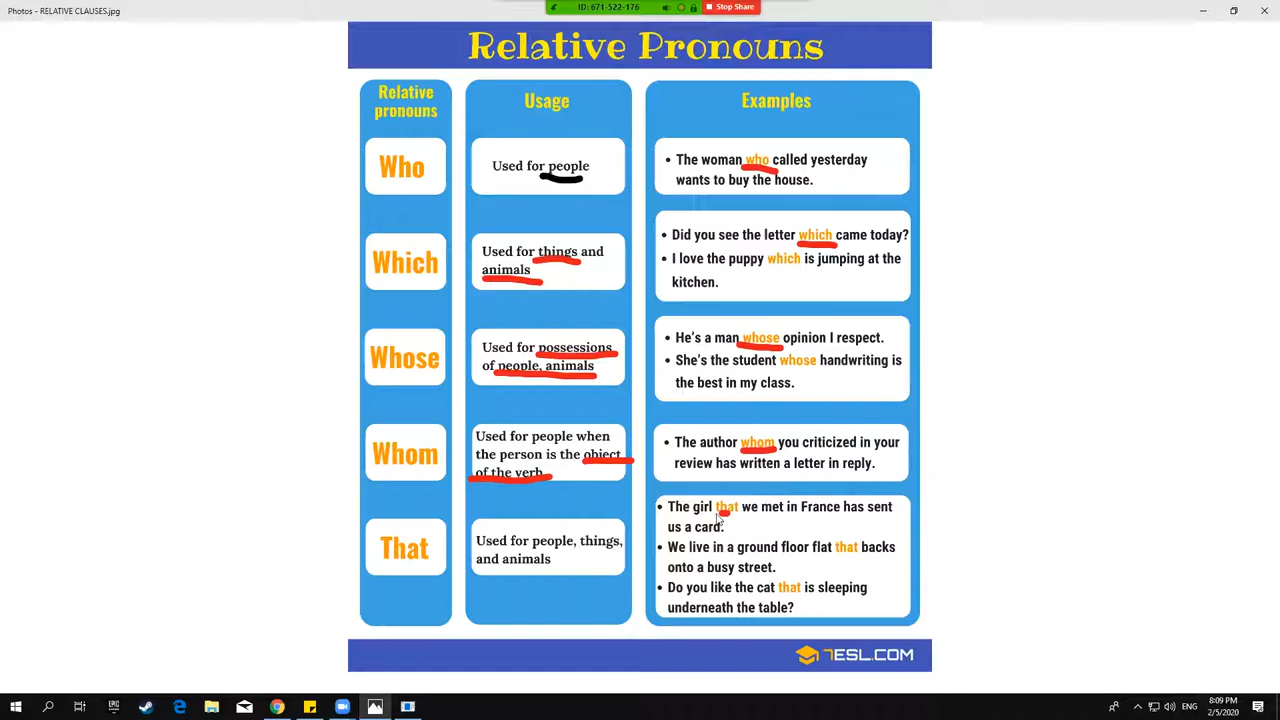 Photos - RELATIVE CLAUSES.jpg
ID: 671-522-176
Stop Share
Relative Pronouns
Relative
pronouns
Usage
Examples
Who
Used for people
• The woman who called yesterday
wants to buy the house.
Which
Used for things and
animals
• Did you see the letter which came today?
• I love the puppy which is jumping at the
kitchen.
Whose
Used for possessions
of people, animals
• He's a man whose opinion I respect.
• She's the student whose handwriting is
the best in my class.
Whom
Used for people when
the person is the object
of the verb
• The author whom you criticized in your
review has written a letter in reply.
That
Used for people, things,
and animals
• The girl that we met in France has sent
us a card.
• We live in a ground floor flat that backs
onto a busy street.
• Do you like the cat that is sleeping
underneath the table?
7ESL.COM
ENG
8:09 PM
2/5/2020